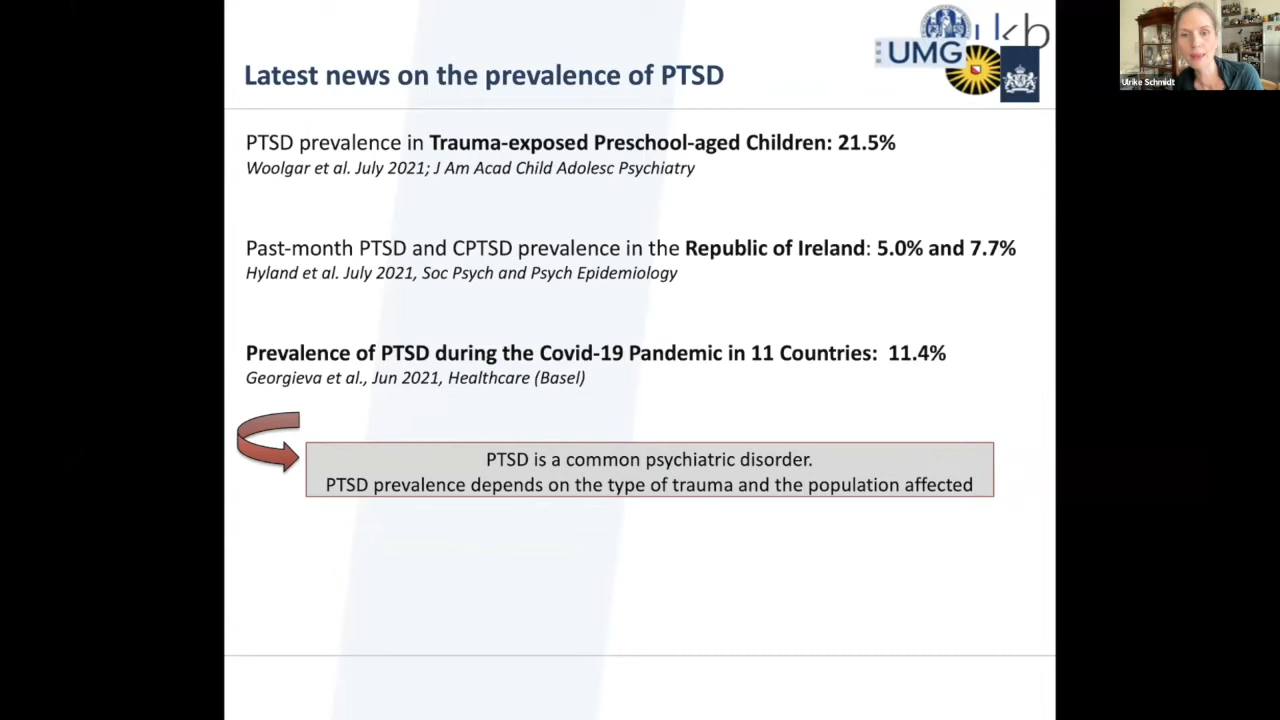 ukb
UMG
Ulrike Schmidt
Latest news on the prevalence of PTSD
PTSD prevalence in Trauma-exposed Preschool-aged Children: 21.5%
Woolgar et al. July 2021; J Am Acad Child Adolesc Psychiatry
Past-month PTSD and CPTSD prevalence in the Republic of Ireland: 5.0% and 7.7%
Hyland et al. July 2021, Soc Psych and Psych Epidemiology
Prevalence of PTSD during the Covid-19 Pandemic in 11 Countries: 11.4%
Georgieva et al., Jun 2021, Healthcare (Basel)
PTSD is a common psychiatric disorder.
PTSD prevalence depends on the type of trauma and the population affected